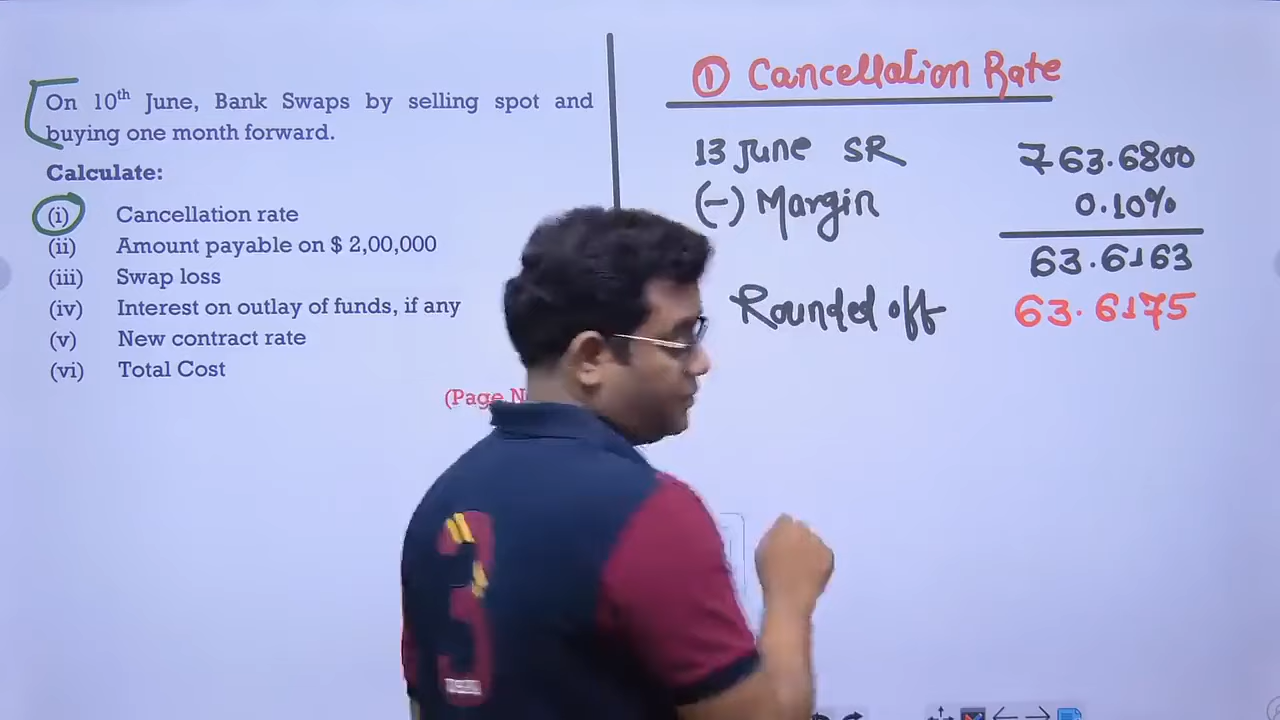 On 10th June, Bank Swaps by selling spot and
buying one month forward.
Calculate:
(i) Cancellation rate
(ii) Amount payable on $ 2,00,000
(iii) Swap loss
(iv) Interest on outlay of funds, if any
(v) New contract rate
(vi) Total Cost
(Page N
① Cancellation Rate
13 June SR ₹63.6800
(-) Margin 0.10%
63.6163
Rounded off 63.6175
3